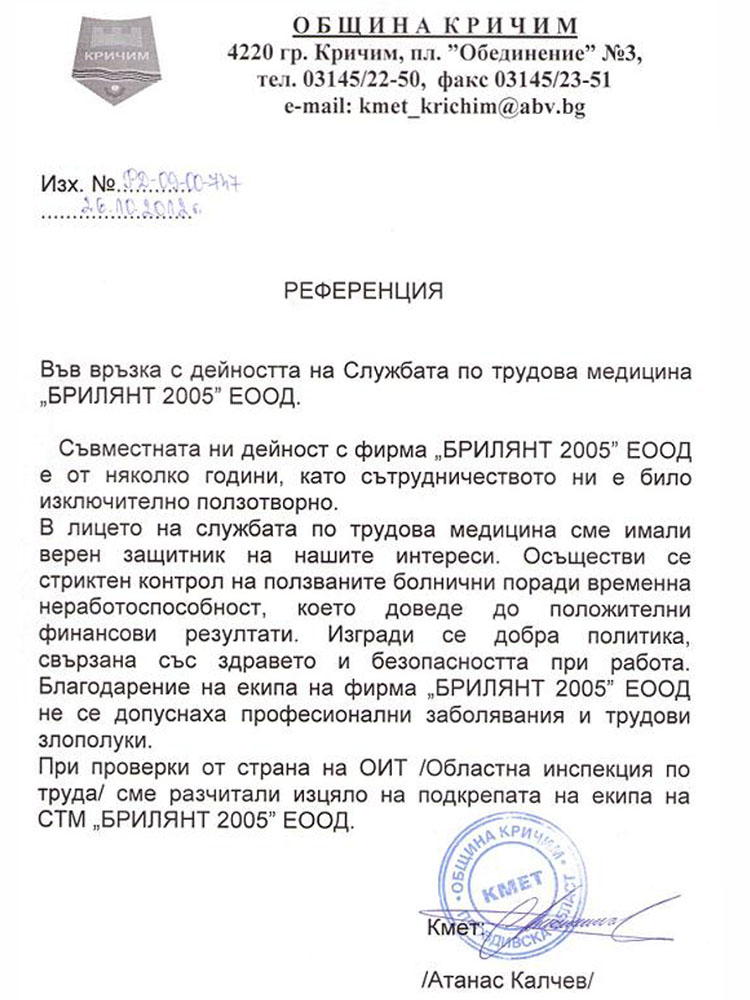 КРИЧИМ
О Б Щ И Н А К Р И Ч И М
4220 гр. Кричим, пл. ”Обединение” №3,
тел. 03145/22-50, факс 03145/23-51
e-mail: kmet_krichim@abv.bg
Изх. № РД-09-00-747
26.10.2012 г.
РЕФЕРЕНЦИЯ
Във връзка с дейността на Службата по трудова медицина
„БРИЛЯНТ 2005” ЕООД.
Съвместната ни дейност с фирма „БРИЛЯНТ 2005” ЕООД
е от няколко години, като сътрудничеството ни е било
изключително ползотворно.
В лицето на службата по трудова медицина сме имали
верен защитник на нашите интереси. Осъществи се
стриктен контрол на ползваните болнични поради временна
неработоспособност, което доведе до положителни
финансови резултати. Изгради се добра политика,
свързана със здравето и безопасността при работа.
Благодарение на екипа на фирма „БРИЛЯНТ 2005” ЕООД
не се допуснаха професионални заболявания и трудови
злополуки.
При проверки от страна на ОИТ /Областна инспекция по
труда/ сме разчитали изцяло на подкрепата на екипа на
СТМ „БРИЛЯНТ 2005” ЕООД.
ОБЩИНА КРИЧИМ
КМЕТ
ПЛОВДИВСКА ОБЛАСТ
Кмет:
/Атанас Калчев/